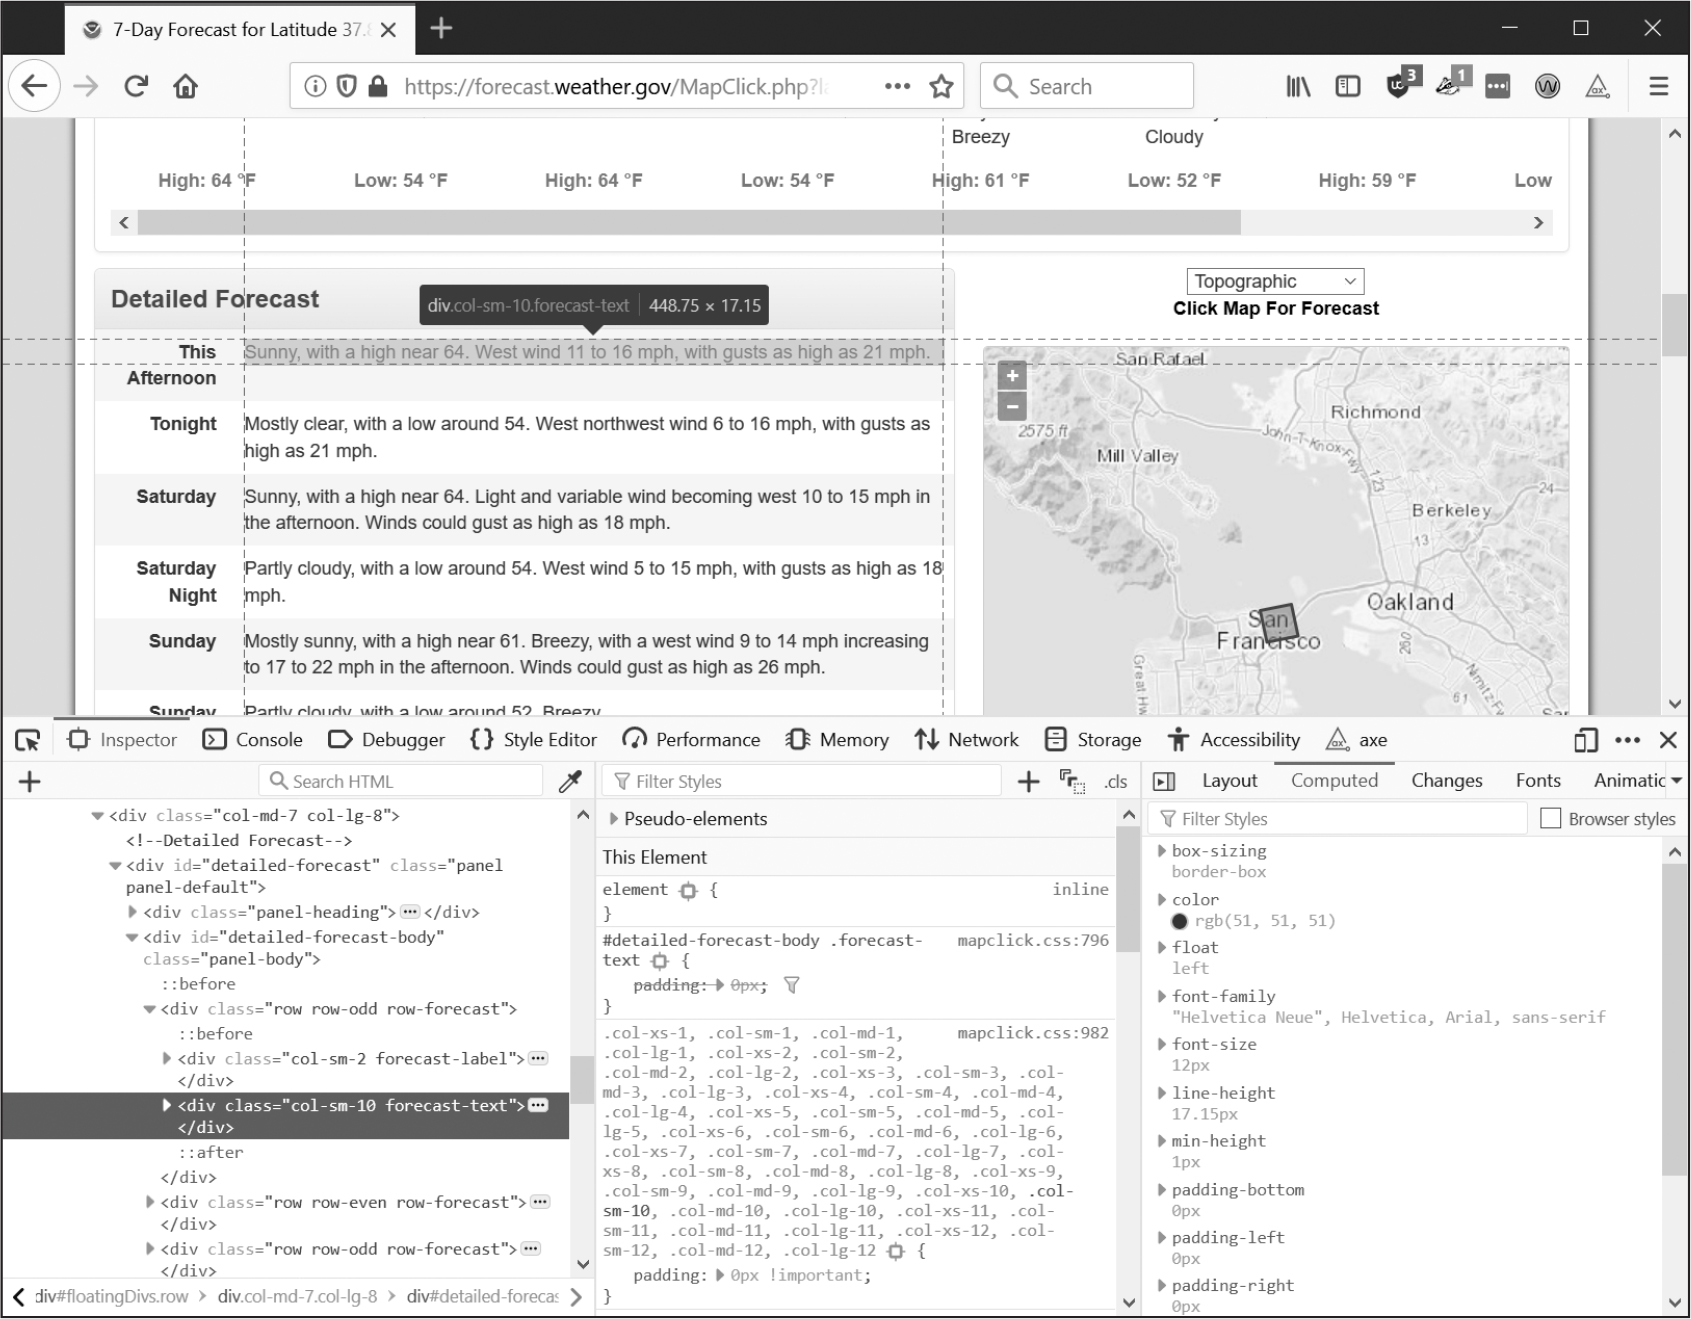 7-Day Forecast for Latitude 37.8
https://forecast.weather.gov/MapClick.php?la
Search
3
1
Breezy
Cloudy
High: 64 °F
Low: 54 °F
High: 64 °F
Low: 54 °F
High: 61 °F
Low: 52 °F
High: 59 °F
Low
Detailed Forecast
div.col-sm-10.forecast-text
448.75 × 17.15
This
Afternoon
Sunny, with a high near 64. West wind 11 to 16 mph, with gusts as high as 21 mph.
Tonight
Mostly clear, with a low around 54. West northwest wind 6 to 16 mph, with gusts as
high as 21 mph.
Saturday
Sunny, with a high near 64. Light and variable wind becoming west 10 to 15 mph in
the afternoon. Winds could gust as high as 18 mph.
Saturday
Night
Partly cloudy, with a low around 54. West wind 5 to 15 mph, with gusts as high as 18
mph.
Sunday
Mostly sunny, with a high near 61. Breezy, with a west wind 9 to 14 mph increasing
to 17 to 22 mph in the afternoon. Winds could gust as high as 26 mph.
Sunday
Partly cloudy, with a low around 52. Breezy
Topographic
Click Map For Forecast
+
−
San Rafael
Richmond
2575 ft
John-T-Knox-Fwy
Mill Valley
123
24
Berkeley
13
Oakland
San
Francisco
Great Hw
Nimitz-Fw
61
Inspector
Console
Debugger
Style Editor
Performance
Memory
Network
Storage
Accessibility
axe
Search HTML
<div class="col-md-7 col-lg-8">
<!--Detailed Forecast-->
<div id="detailed-forecast" class="panel
panel-default">
<div class="panel-heading"></div>
<div id="detailed-forecast-body"
class="panel-body">
::before
<div class="row row-odd row-forecast">
::before
<div class="col-sm-2 forecast-label">
</div>
<div class="col-sm-10 forecast-text">
</div>
::after
</div>
<div class="row row-even row-forecast">
</div>
<div class="row row-odd row-forecast">
</div>
div#floatingDivs.row
div.col-md-7.col-lg-8
div#detailed-forecas
Filter Styles
.cls
Pseudo-elements
This Element
element {
inline
}
#detailed-forecast-body .forecast-
text {
mapclick.css:796
padding: 0px;
}
.col-xs-1, .col-sm-1, .col-md-1,
mapclick.css:982
.col-lg-1, .col-xs-2, .col-sm-2,
.col-md-2, .col-lg-2, .col-xs-3, .col-sm-3, .col-
md-3, .col-lg-3, .col-xs-4, .col-sm-4, .col-md-4,
.col-lg-4, .col-xs-5, .col-sm-5, .col-md-5, .col-
lg-5, .col-xs-6, .col-sm-6, .col-md-6, .col-lg-6,
.col-xs-7, .col-sm-7, .col-md-7, .col-lg-7, .col-
xs-8, .col-sm-8, .col-md-8, .col-lg-8, .col-xs-9,
.col-sm-9, .col-md-9, .col-lg-9, .col-xs-10, .col-
sm-10, .col-md-10, .col-lg-10, .col-xs-11, .col-
sm-11, .col-md-11, .col-lg-11, .col-xs-12, .col-
sm-12, .col-md-12, .col-lg-12 {
padding: 0px !important;
}
Layout
Computed
Changes
Fonts
Animatic
Filter Styles
Browser styles
box-sizing
border-box
color
rgb(51, 51, 51)
float
left
font-family
"Helvetica Neue", Helvetica, Arial, sans-serif
font-size
12px
line-height
17.15px
min-height
1px
padding-bottom
0px
padding-left
0px
padding-right
0px